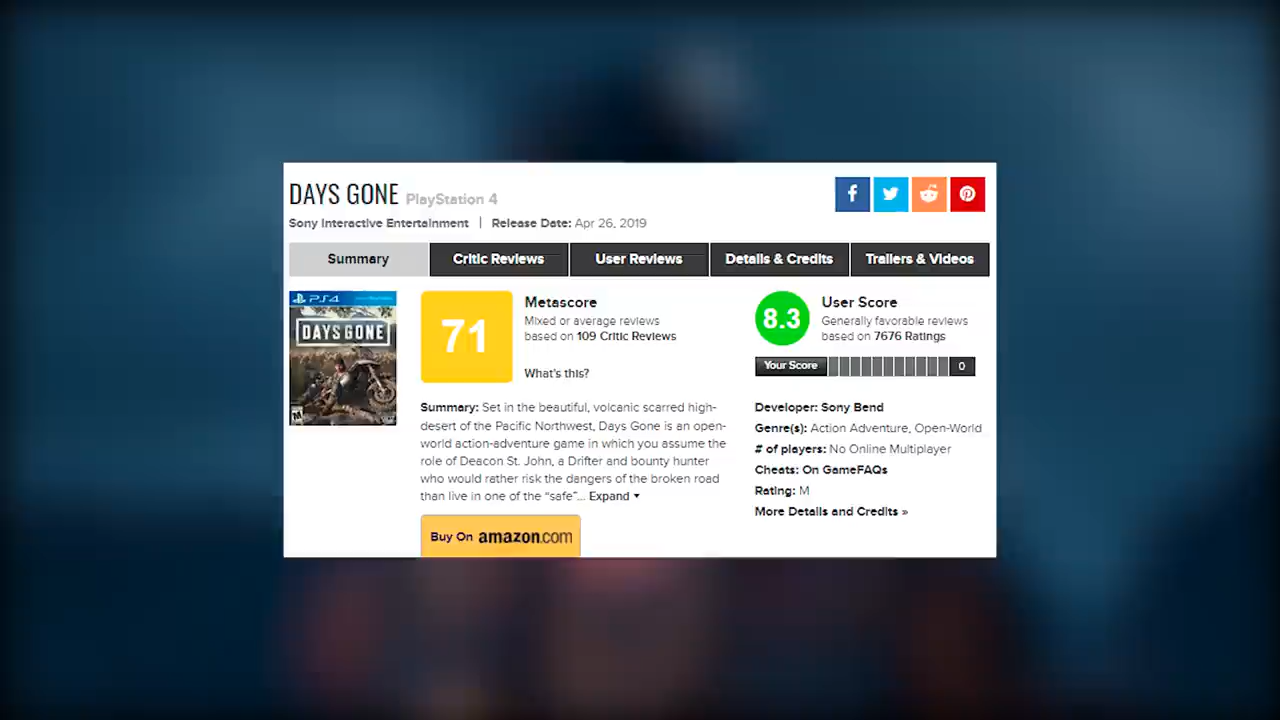 DAYS GONE PlayStation 4
Sony Interactive Entertainment | Release Date: Apr 26, 2019
Summary Critic Reviews User Reviews Details & Credits Trailers & Videos
PS4
DAYS GONE
M
71
Metascore
Mixed or average reviews
based on 109 Critic Reviews
What's this?
8.3
User Score
Generally favorable reviews
based on 7676 Ratings
Your Score 0
Summary: Set in the beautiful, volcanic scarred high-
desert of the Pacific Northwest, Days Gone is an open-
world action-adventure game in which you assume the
role of Deacon St. John, a Drifter and bounty hunter
who would rather risk the dangers of the broken road
than live in one of the “safe”... Expand
Buy On amazon.com
Developer: Sony Bend
Genre(s): Action Adventure, Open-World
# of players: No Online Multiplayer
Cheats: On GameFAQs
Rating: M
More Details and Credits »